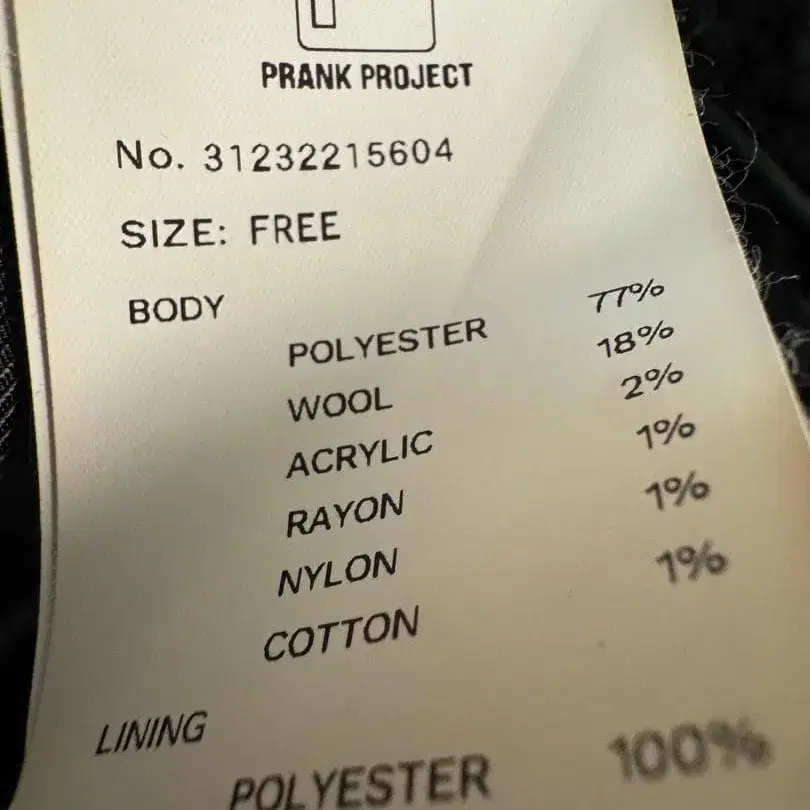 PRANK PROJECT
No. 31232215604
SIZE: FREE
BODY
POLYESTER 77%
WOOL 18%
ACRYLIC 2%
RAYON 1%
NYLON 1%
COTTON 1%
LINING
POLYESTER 100%